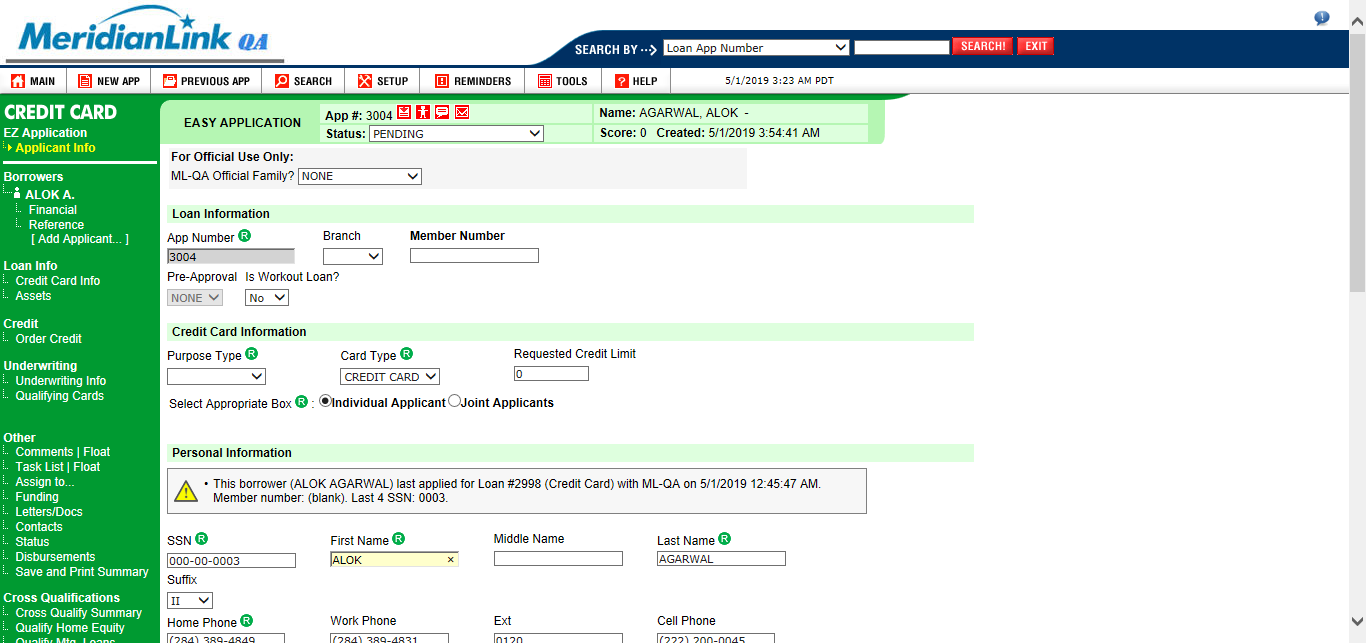 MeridianLink QA
SEARCH BY ···> Loan App Number SEARCH! EXIT
MAIN NEW APP PREVIOUS APP SEARCH SETUP REMINDERS TOOLS HELP 5/1/2019 3:23 AM PDT
CREDIT CARD
EZ Application
Applicant Info
Borrowers
ALOK A.
Financial
Reference
[ Add Applicant... ]
Loan Info
Credit Card Info
Assets
Credit
Order Credit
Underwriting
Underwriting Info
Qualifying Cards
Other
Comments | Float
Task List | Float
Assign to...
Funding
Letters/Docs
Contacts
Status
Disbursements
Save and Print Summary
Cross Qualifications
Cross Qualify Summary
Qualify Home Equity
Qualify Mtg. Loans
EASY APPLICATION
App #: 3004
Status: PENDING
Name: AGARWAL, ALOK -
Score: 0 Created: 5/1/2019 3:54:41 AM
For Official Use Only:
ML-QA Official Family? NONE
Loan Information
App Number R Branch Member Number
3004
Pre-Approval Is Workout Loan?
NONE No
Credit Card Information
Purpose Type R Card Type R Requested Credit Limit
CREDIT CARD 0
Select Appropriate Box R : Individual Applicant Joint Applicants
Personal Information
• This borrower (ALOK AGARWAL) last applied for Loan #2998 (Credit Card) with ML-QA on 5/1/2019 12:45:47 AM.
Member number: (blank). Last 4 SSN: 0003.
SSN R First Name R Middle Name Last Name R
000-00-0003 ALOK × AGARWAL
Suffix
II
Home Phone R Work Phone Ext Cell Phone
(284) 389-4849 (284) 389-4831 0120 (222) 200-0045